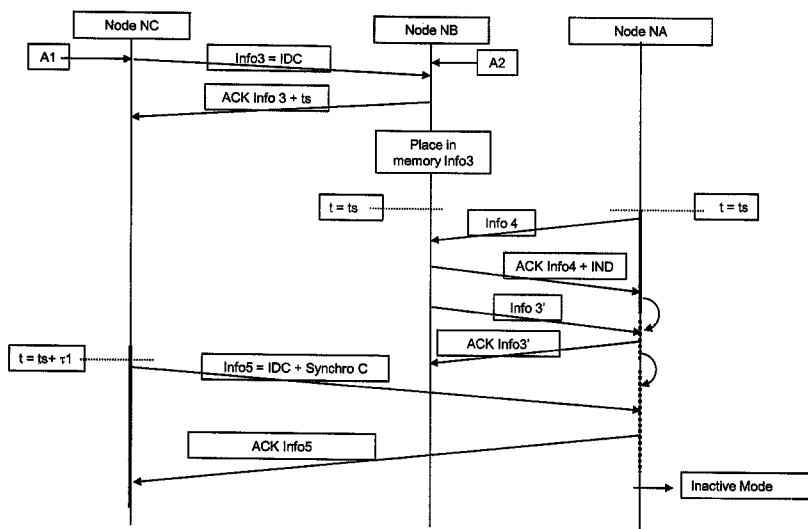 Node NC
Node NB
Node NA
A1
Info3 = IDC
A2
ACK Info 3 + ts
Place in
memory Info3
t = ts
t = ts
Info 4
ACK Info4 + IND
Info 3'
ACK Info3'
t = ts+ τ1
Info5 = IDC + Synchro C
ACK Info5
Inactive Mode